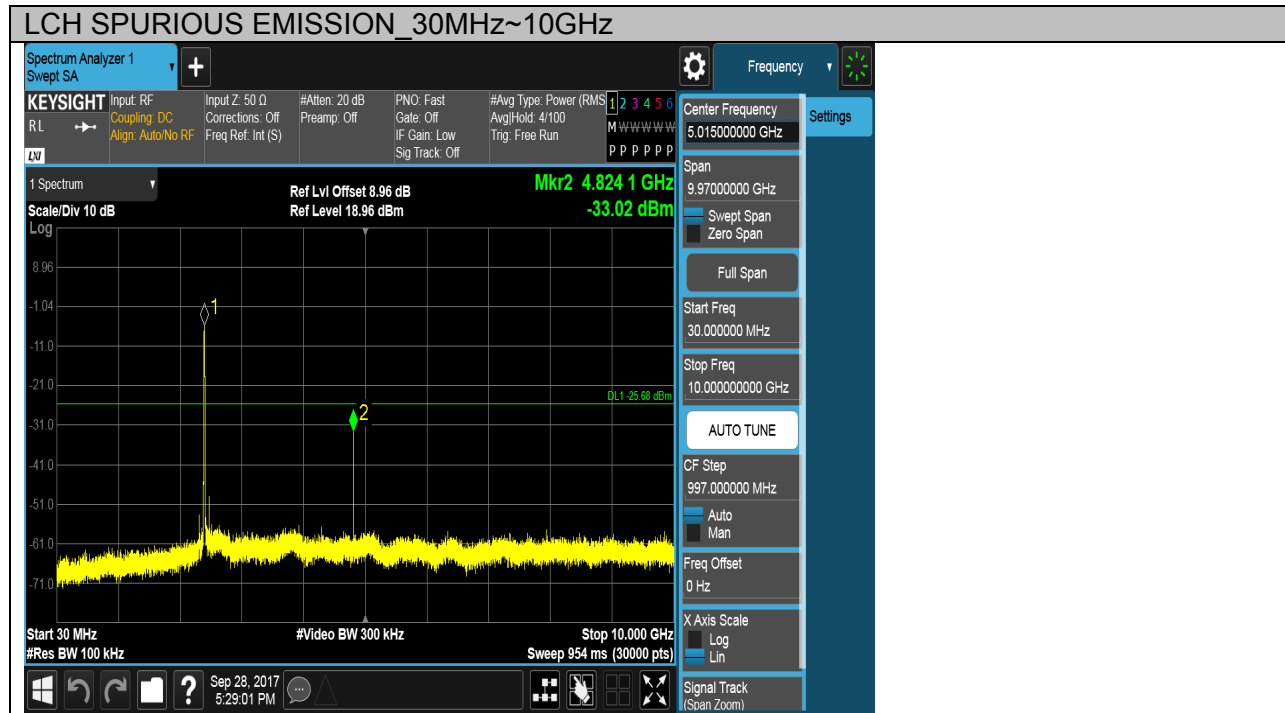 LCH SPURIOUS EMISSION_30MHz~10GHz
Spectrum Analyzer 1
Swept SA
+
Frequency
KEYSIGHT
RL
LXI
Input: RF
Coupling: DC
Align: Auto/No RF
Input Z: 50 Ω
Corrections: Off
Freq Ref: Int (S)
#Atten: 20 dB
Preamp: Off
PNO: Fast
Gate: Off
IF Gain: Low
Sig Track: Off
#Avg Type: Power (RMS
Avg|Hold: 4/100
Trig: Free Run
1 2 3 4 5 6
M W W W W W
P P P P P P
1 Spectrum
Scale/Div 10 dB
Log
Ref Lvl Offset 8.96 dB
Ref Level 18.96 dBm
Mkr2 4.824 1 GHz
-33.02 dBm
8.96
-1.04
-11.0
-21.0
-31.0
-41.0
-51.0
-61.0
-71.0
1
2
DL1 -25.68 dBm
Start 30 MHz
#Res BW 100 kHz
#Video BW 300 kHz
Stop 10.000 GHz
Sweep 954 ms (30000 pts)
?
Sep 28, 2017
5:29:01 PM
Center Frequency
5.015000000 GHz
Span
9.97000000 GHz
Swept Span
Zero Span
Full Span
Start Freq
30.000000 MHz
Stop Freq
10.000000000 GHz
AUTO TUNE
CF Step
997.000000 MHz
Auto
Man
Freq Offset
0 Hz
X Axis Scale
Log
Lin
Signal Track
(Span Zoom)
Settings